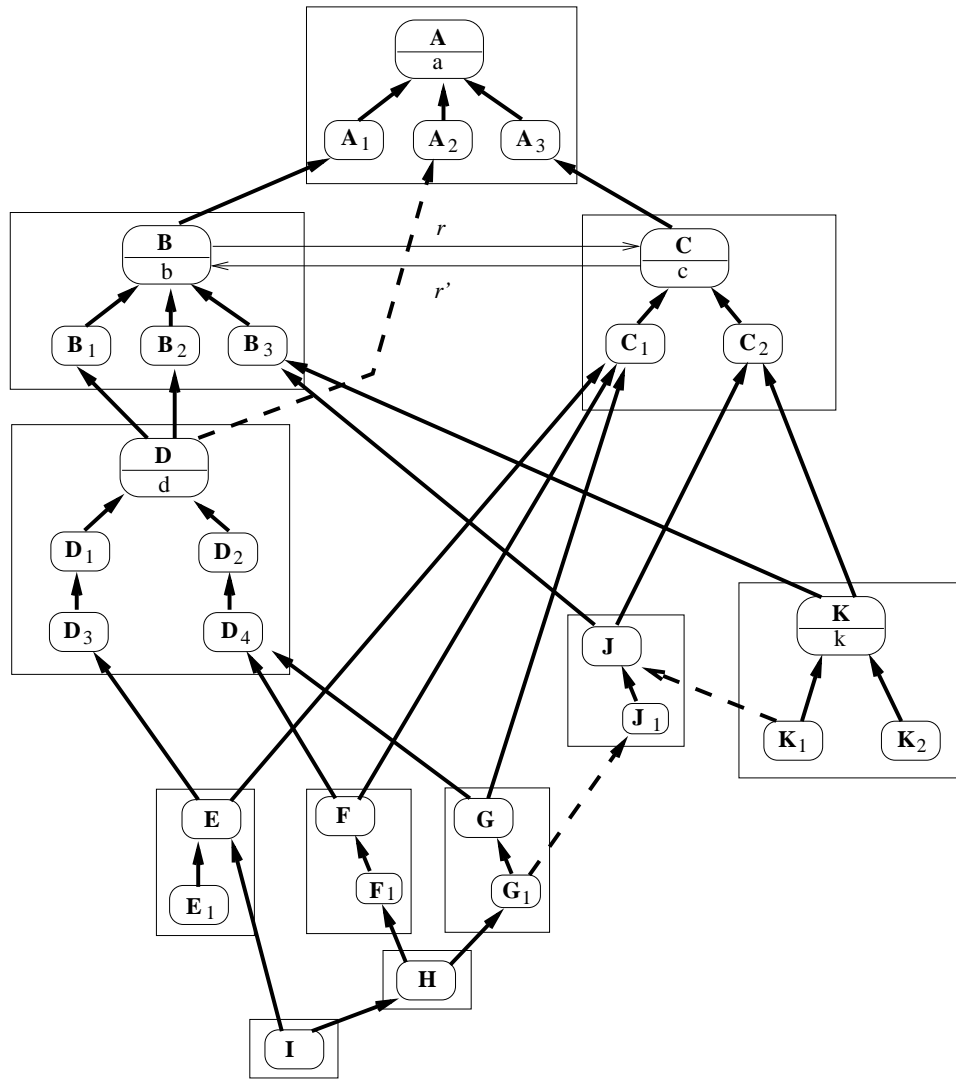 A
a
A1 A2 A3
B r C
b r' c
B1 B2 B3 C1 C2
D
d
D1 D2
D3 D4
K
J k
J1 K1 K2
E F G
E1 F1 G1
H
I